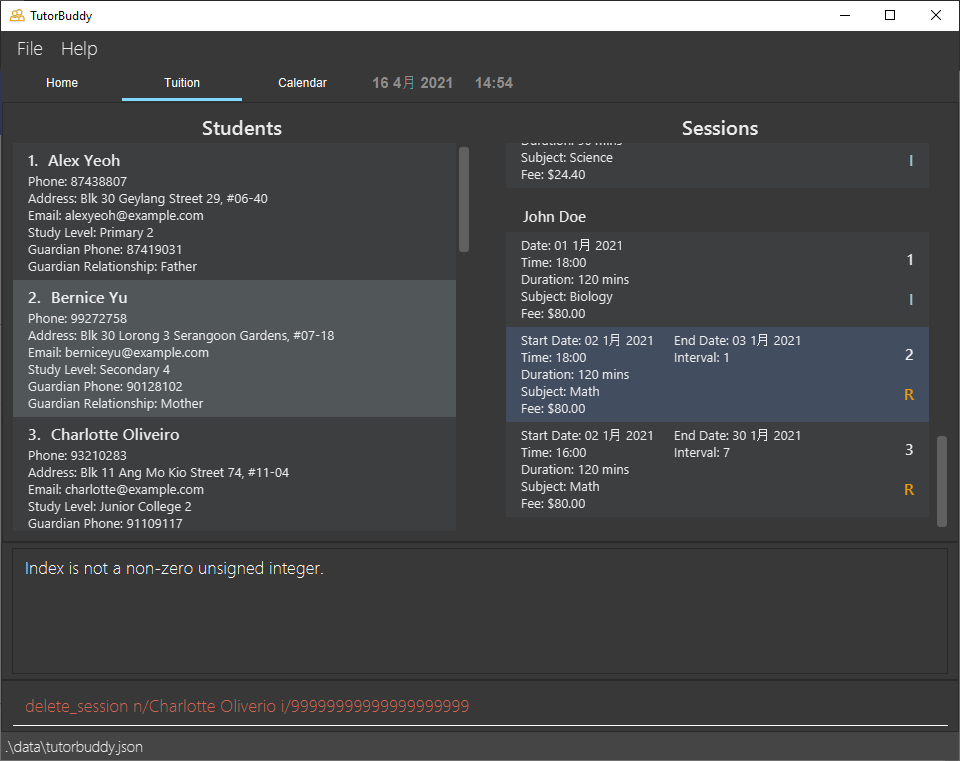 TutorBuddy
File Help
Home Tuition Calendar 16 4月 2021 14:54
Students
1. Alex Yeoh
Phone: 87438807
Address: Blk 30 Geylang Street 29, #06-40
Email: alexyeoh@example.com
Study Level: Primary 2
Guardian Phone: 87419031
Guardian Relationship: Father
2. Bernice Yu
Phone: 99272758
Address: Blk 30 Lorong 3 Serangoon Gardens, #07-18
Email: berniceyu@example.com
Study Level: Secondary 4
Guardian Phone: 90128102
Guardian Relationship: Mother
3. Charlotte Oliveiro
Phone: 93210283
Address: Blk 11 Ang Mo Kio Street 74, #11-04
Email: charlotte@example.com
Study Level: Junior College 2
Guardian Phone: 91109117
Sessions
Duration: 90 mins
Subject: Science
I
Fee: $24.40
John Doe
Date: 01 1月 2021
Time: 18:00
1
Duration: 120 mins
Subject: Biology
I
Fee: $80.00
Start Date: 02 1月 2021 End Date: 03 1月 2021
Time: 18:00 Interval: 1
2
Duration: 120 mins
Subject: Math
R
Fee: $80.00
Start Date: 02 1月 2021 End Date: 30 1月 2021
Time: 16:00 Interval: 7
3
Duration: 120 mins
Subject: Math
R
Fee: $80.00
Index is not a non-zero unsigned integer.
delete_session n/Charlotte Oliverio i/99999999999999999999
.\data\tutorbuddy.json